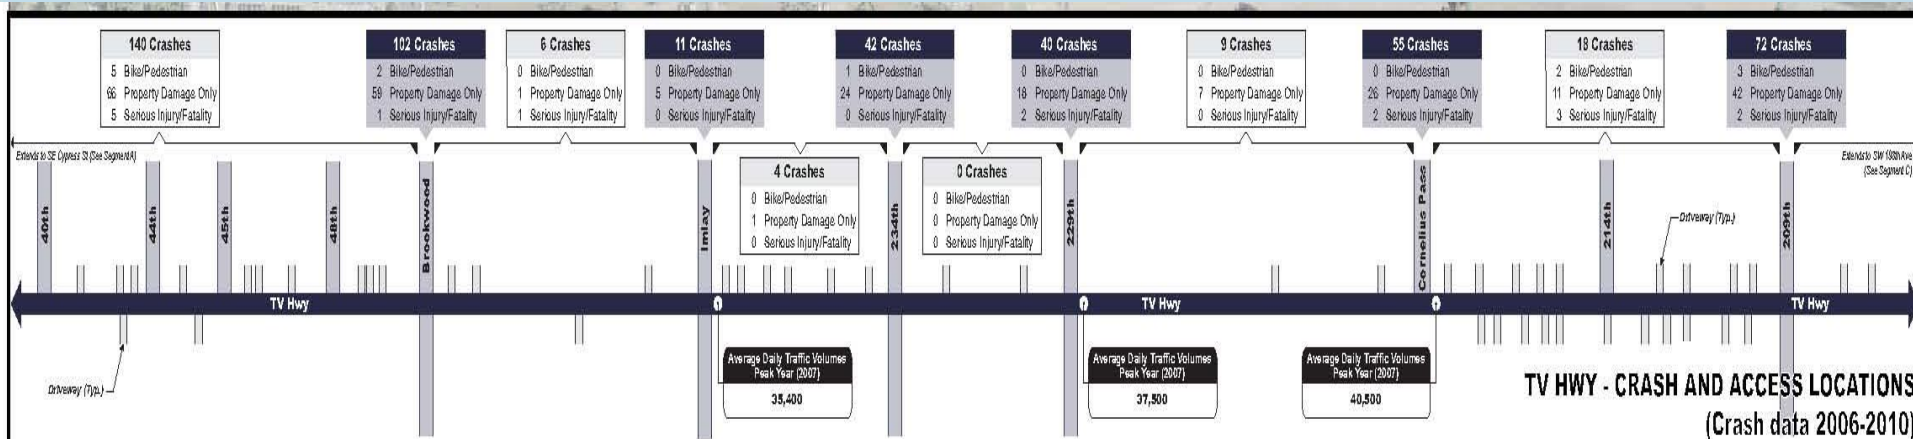 140 Crashes
5 Bike/Pedestrian
66 Property Damage Only
5 Serious Injury/Fatality
102 Crashes
2 Bike/Pedestrian
59 Property Damage Only
1 Serious Injury/Fatality
6 Crashes
0 Bike/Pedestrian
1 Property Damage Only
1 Serious Injury/Fatality
11 Crashes
0 Bike/Pedestrian
5 Property Damage Only
0 Serious Injury/Fatality
42 Crashes
1 Bike/Pedestrian
24 Property Damage Only
0 Serious Injury/Fatality
40 Crashes
0 Bike/Pedestrian
18 Property Damage Only
2 Serious Injury/Fatality
9 Crashes
0 Bike/Pedestrian
7 Property Damage Only
0 Serious Injury/Fatality
55 Crashes
0 Bike/Pedestrian
26 Property Damage Only
2 Serious Injury/Fatality
18 Crashes
2 Bike/Pedestrian
11 Property Damage Only
3 Serious Injury/Fatality
72 Crashes
3 Bike/Pedestrian
42 Property Damage Only
2 Serious Injury/Fatality
Extends to SE Cypress St (See Segment A)
4 Crashes
0 Bike/Pedestrian
1 Property Damage Only
0 Serious Injury/Fatality
0 Crashes
0 Bike/Pedestrian
0 Property Damage Only
0 Serious Injury/Fatality
Extends to SW 198th Ave
(See Segment C)
40th
44th
45th
48th
Brookwood
Imlay
234th
229th
Cornelius Pass
214th
Driveway (Typ.)
209th
TV Hwy
TV Hwy
TV Hwy
Driveway (Typ.)
Average Daily Traffic Volumes
Peak Year (2007)
35,400
Average Daily Traffic Volumes
Peak Year (2007)
37,500
Average Daily Traffic Volumes
Peak Year (2007)
40,500
TV HWY - CRASH AND ACCESS LOCATIONS
(Crash data 2006-2010)